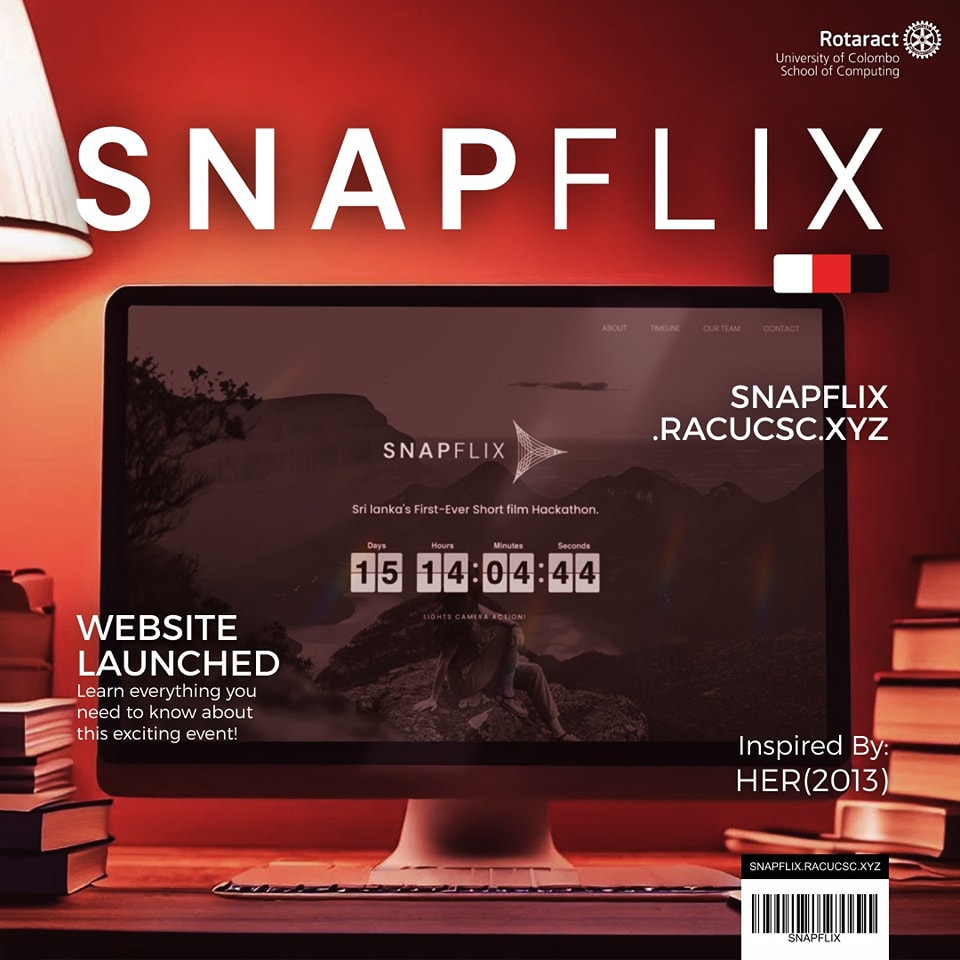 Rotaract
University of Colombo
School of Computing
SNAPFLIX
ABOUT TIMELINE OUR TEAM CONTACT
SNAPFLIX
.RACUCSC.XYZ
SNAPFLIX
Sri lanka's First-Ever Short film Hackathon.
Days Hours Minutes Seconds
15 14:04:44
LIGHTS CAMERA ACTION!
WEBSITE
LAUNCHED
Learn everything you
need to know about
this exciting event!
Inspired By:
HER(2013)
SNAPFLIX.RACUCSC.XYZ
SNAPFLIX